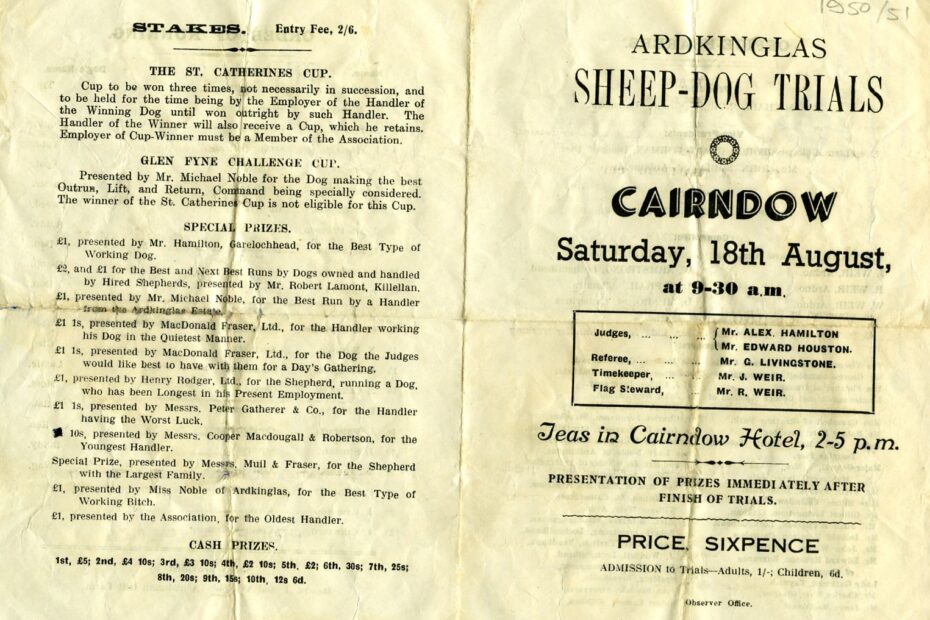 STAKES. Entry Fee, 2/6.
THE ST. CATHERINES CUP.
Cup to be won three times, not necessarily in succession, and
to be held for the time being by the Employer of the Handler of
the Winning Dog until won outright by such Handler. The
Handler of the Winner will also receive a Cup, which he retains.
Employer of Cup-Winner must be a Member of the Association.
GLEN FYNE CHALLENGE CUP.
Presented by Mr. Michael Noble for the Dog making the best
Outrun, Lift, and Return, Command being specially considered.
The winner of the St. Catherines Cup is not eligible for this Cup.
SPECIAL PRIZES.
£1, presented by Mr. Hamilton, Garelochhead, for the Best Type of
Working Dog.
£2, and £1 for the Best and Next Best Runs by Dogs owned and handled
by Hired Shepherds, presented by Mr. Robert Lamont, Killellan.
£1, presented by Mr. Michael Noble, for the Best Run by a Handler
from the Ardkinglas Estate.
£1 1s, presented by MacDonald Fraser, Ltd., for the Handler working
his Dog in the Quietest Manner.
£1 1s, presented by MacDonald Fraser, Ltd., for the Dog the Judges
would like best to have with them for a Day's Gathering.
£1, presented by Henry Rodger, Ltd., for the Shepherd, running a Dog,
who has been Longest in his Present Employment.
£1 1s, presented by Messrs. Peter Gatherer & Co., for the Handler
having the Worst Luck.
10s, presented by Messrs. Cooper Macdougall & Robertson, for the
Youngest Handler.
Special Prize, presented by Messrs. Muil & Fraser, for the Shepherd
with the Largest Family.
£1, presented by Miss Noble of Ardkinglas, for the Best Type of
Working Bitch.
£1, presented by the Association, for the Oldest Handler.
CASH PRIZES.
1st, £5; 2nd, £4 10s; 3rd, £3 10s; 4th, £2 10s; 5th, £2; 6th, 30s; 7th, 25s;
8th, 20s; 9th, 15s; 10th, 12s 6d.
1950/51
ARDKINGLAS
SHEEP-DOG TRIALS
CAIRNDOW
Saturday, 18th August,
at 9-30 a.m.
Judges, ... ... ... { Mr. ALEX. HAMILTON
Mr. EDWARD HOUSTON.
Referee, ... ... ... Mr. G. LIVINGSTONE.
Timekeeper, ... ... Mr. J. WEIR.
Flag Steward, ... Mr. R. WEIR.
Teas in Cairndow Hotel, 2-5 p.m.
PRESENTATION OF PRIZES IMMEDIATELY AFTER
FINISH OF TRIALS.
PRICE, SIXPENCE
ADMISSION to Trials—Adults, 1/-; Children, 6d.
Observer Office.